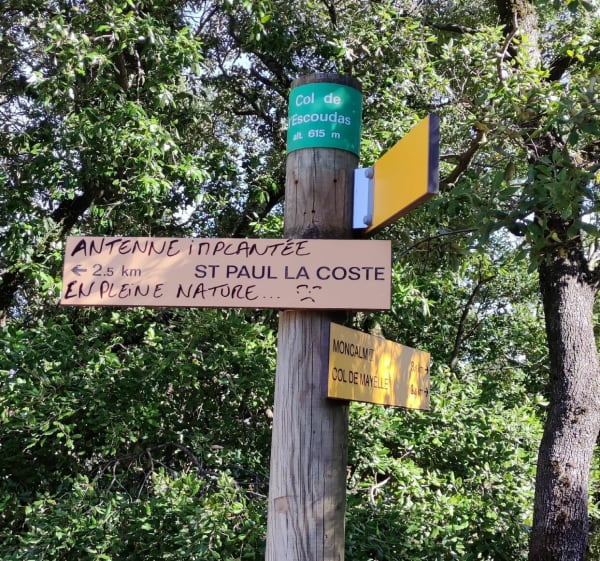 Col de
l'Escoudas
alt. 615 m
ANTENNE iMPLANTÉE
← 2.5 km ST PAUL LA COSTE
EN PLEINE NATURE...
MONCALM
COL DE MAYELLE